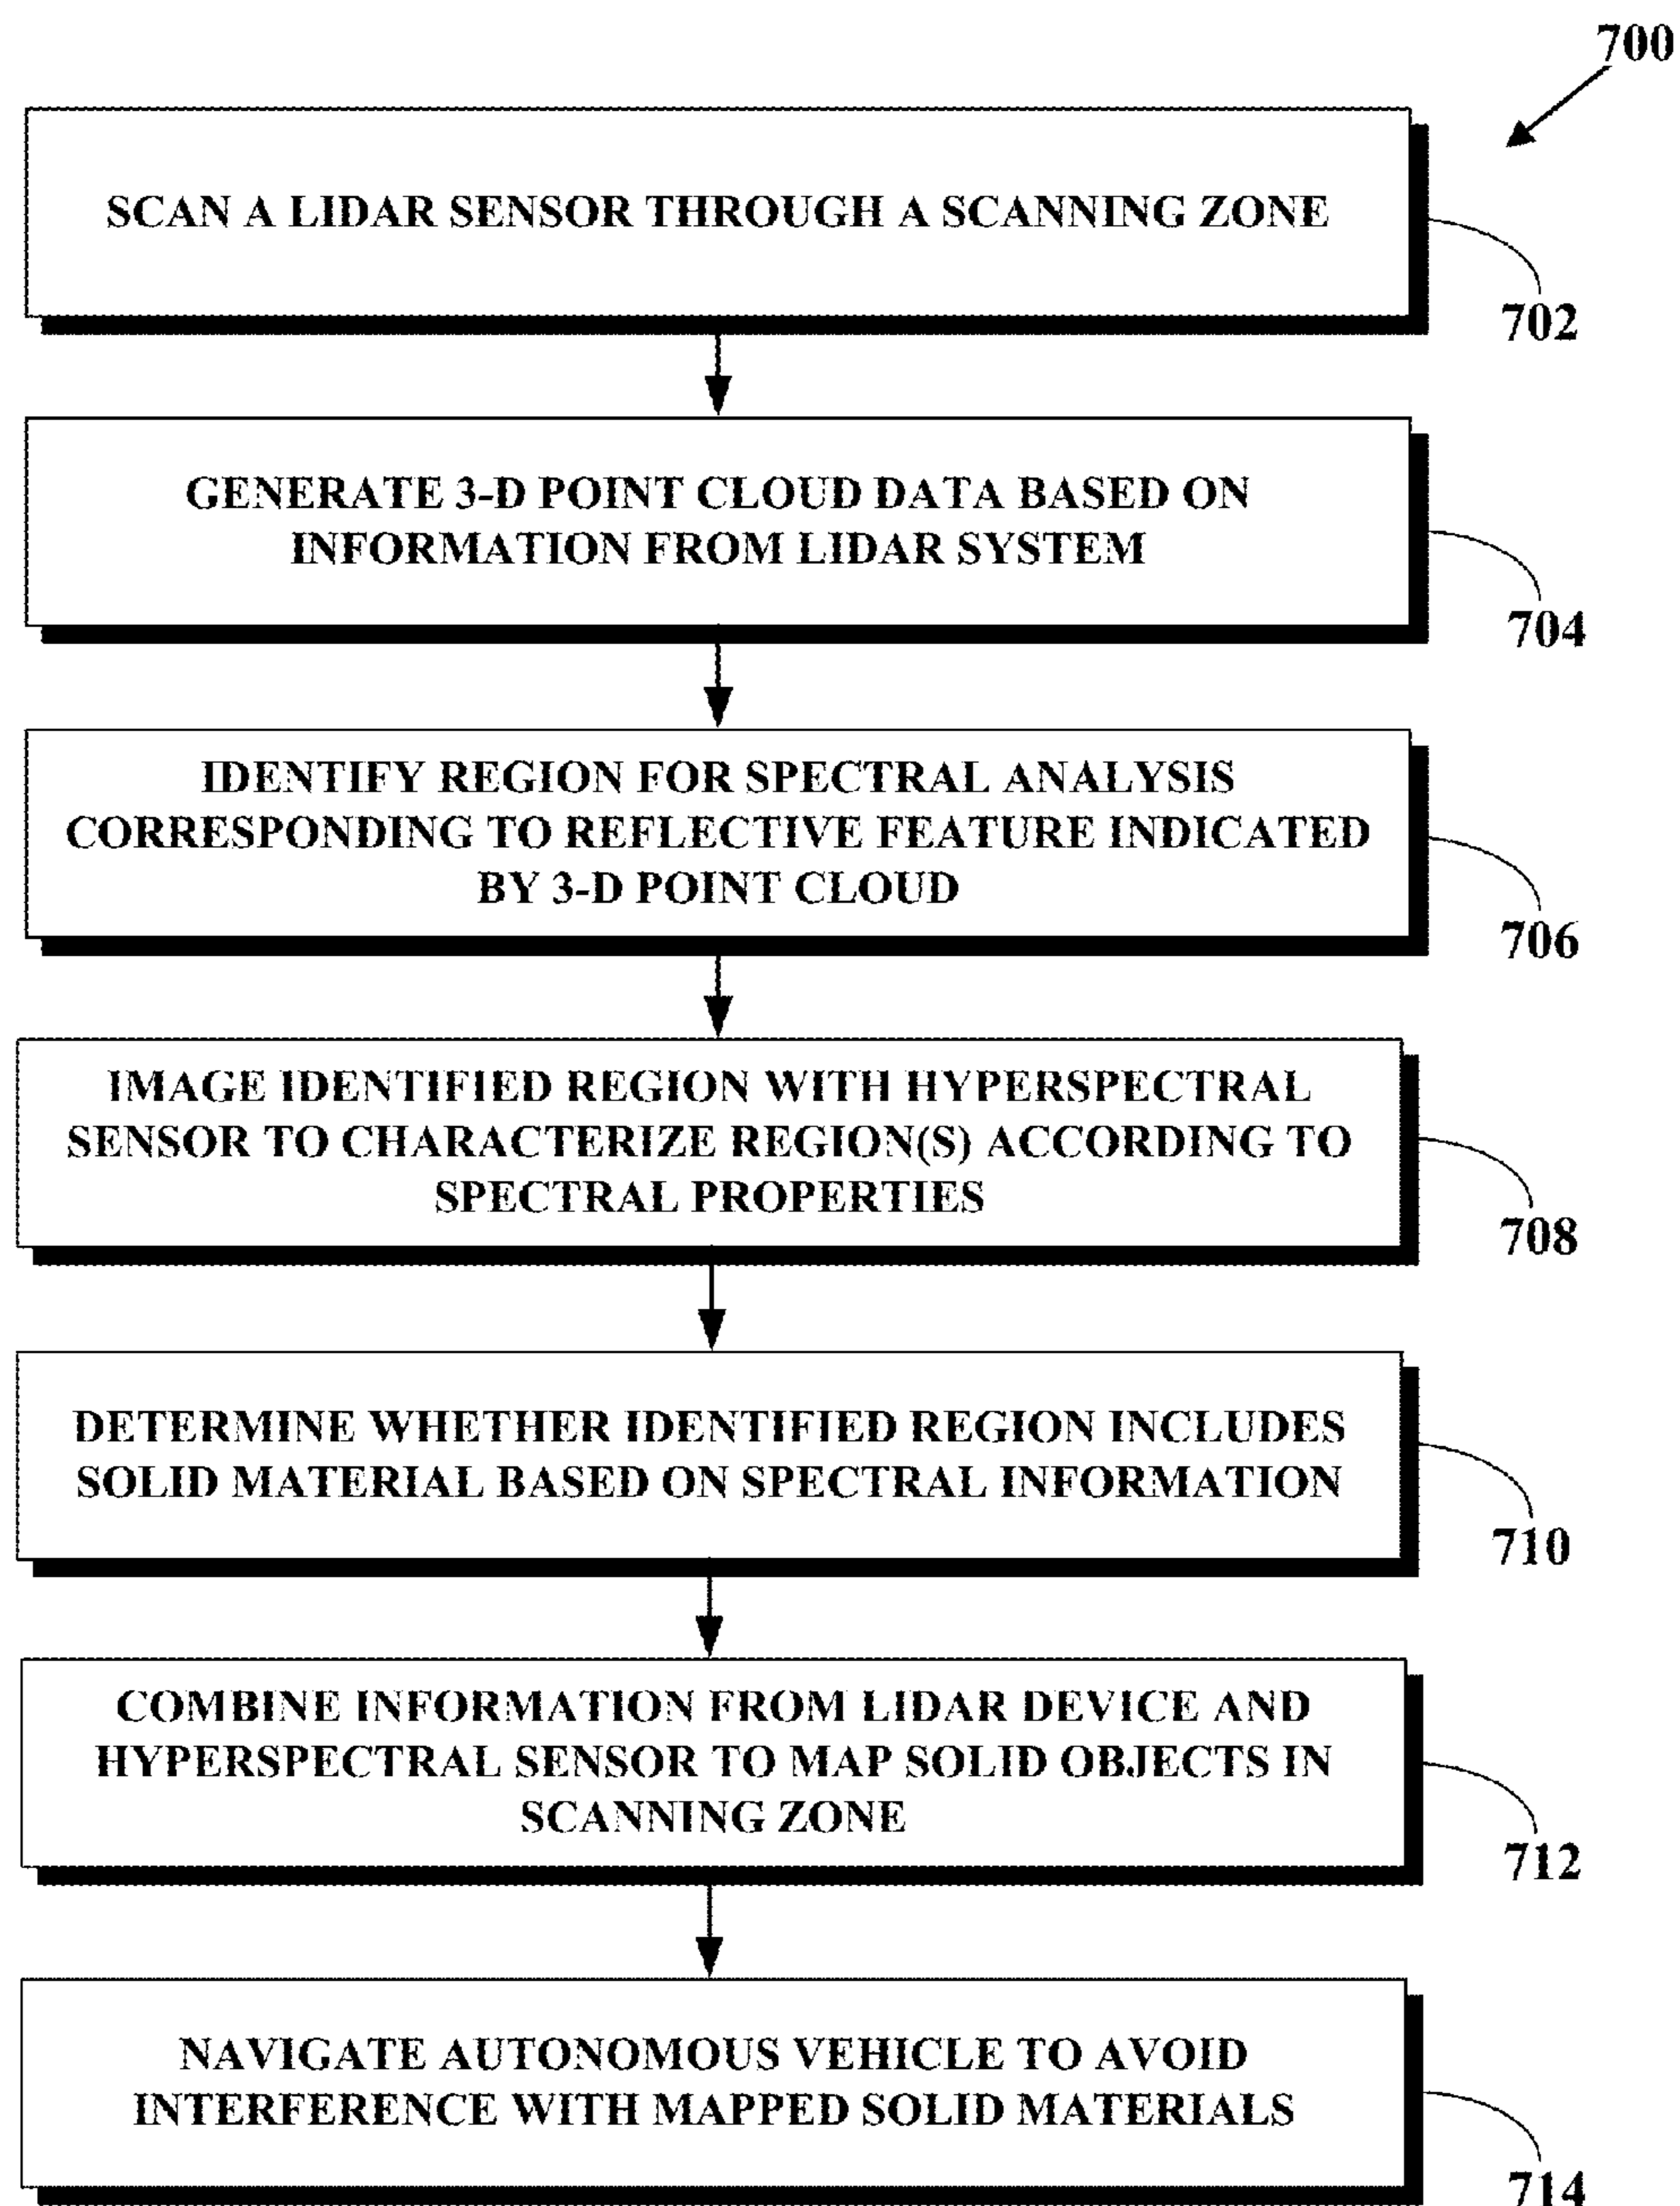 700
SCAN A LIDAR SENSOR THROUGH A SCANNING ZONE
702
GENERATE 3-D POINT CLOUD DATA BASED ON
INFORMATION FROM LIDAR SYSTEM
704
IDENTIFY REGION FOR SPECTRAL ANALYSIS
CORRESPONDING TO REFLECTIVE FEATURE INDICATED
BY 3-D POINT CLOUD
706
IMAGE IDENTIFIED REGION WITH HYPERSPECTRAL
SENSOR TO CHARACTERIZE REGION(S) ACCORDING TO
SPECTRAL PROPERTIES
708
DETERMINE WHETHER IDENTIFIED REGION INCLUDES
SOLID MATERIAL BASED ON SPECTRAL INFORMATION
710
COMBINE INFORMATION FROM LIDAR DEVICE AND
HYPERSPECTRAL SENSOR TO MAP SOLID OBJECTS IN
SCANNING ZONE
712
NAVIGATE AUTONOMOUS VEHICLE TO AVOID
INTERFERENCE WITH MAPPED SOLID MATERIALS
714